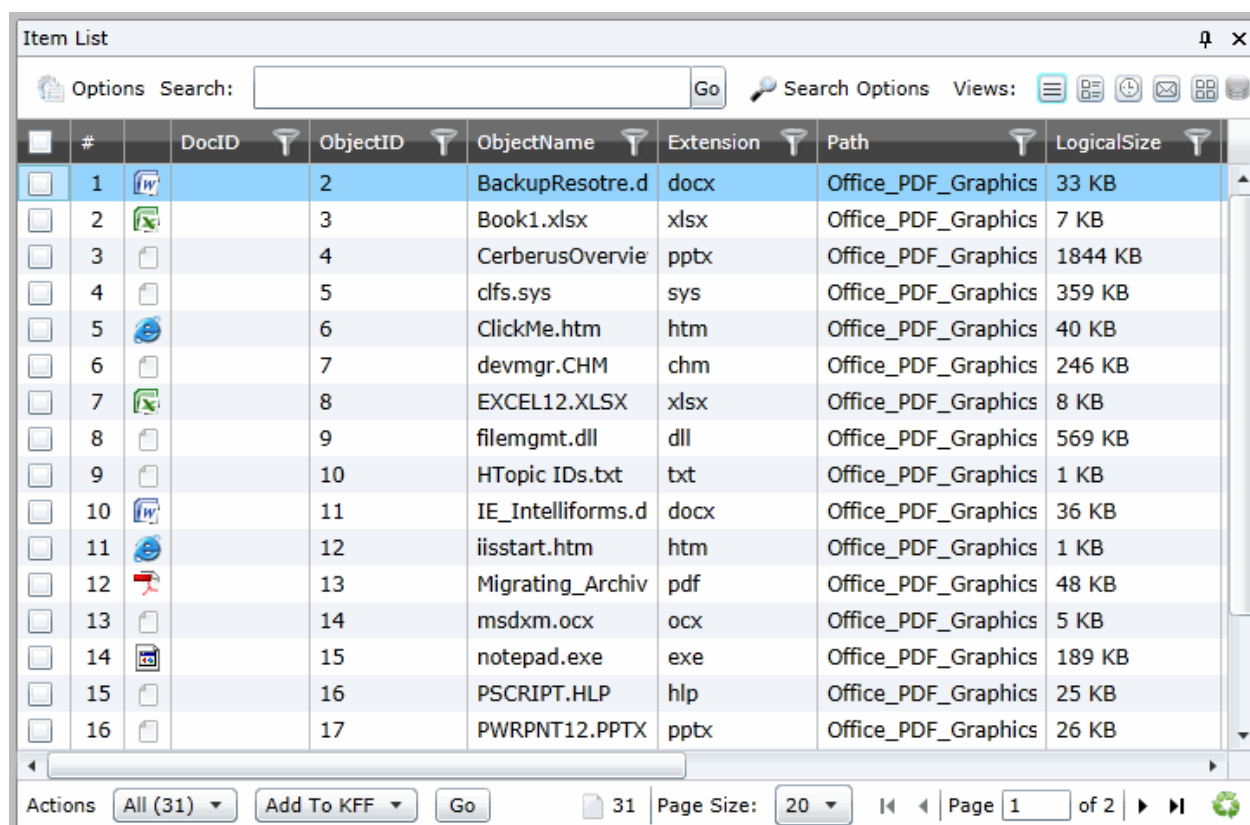 Item List
Options Search: Go Search Options Views:
# DocID ObjectID ObjectName Extension Path LogicalSize
1 2 BackupResotre.d docx Office_PDF_Graphics 33 KB
2 3 Book1.xlsx xlsx Office_PDF_Graphics 7 KB
3 4 CerberusOvervie pptx Office_PDF_Graphics 1844 KB
4 5 clfs.sys sys Office_PDF_Graphics 359 KB
5 6 ClickMe.htm htm Office_PDF_Graphics 40 KB
6 7 devmgr.CHM chm Office_PDF_Graphics 246 KB
7 8 EXCEL12.XLSX xlsx Office_PDF_Graphics 8 KB
8 9 filemgmt.dll dll Office_PDF_Graphics 569 KB
9 10 HTopic IDs.txt txt Office_PDF_Graphics 1 KB
10 11 IE_Intelliforms.d docx Office_PDF_Graphics 36 KB
11 12 iisstart.htm htm Office_PDF_Graphics 1 KB
12 13 Migrating_Archiv pdf Office_PDF_Graphics 48 KB
13 14 msdxm.ocx ocx Office_PDF_Graphics 5 KB
14 15 notepad.exe exe Office_PDF_Graphics 189 KB
15 16 PSCRIPT.HLP hlp Office_PDF_Graphics 25 KB
16 17 PWRPNT12.PPTX pptx Office_PDF_Graphics 26 KB
Actions All (31) Add To KFF Go 31 Page Size: 20 Page 1 of 2